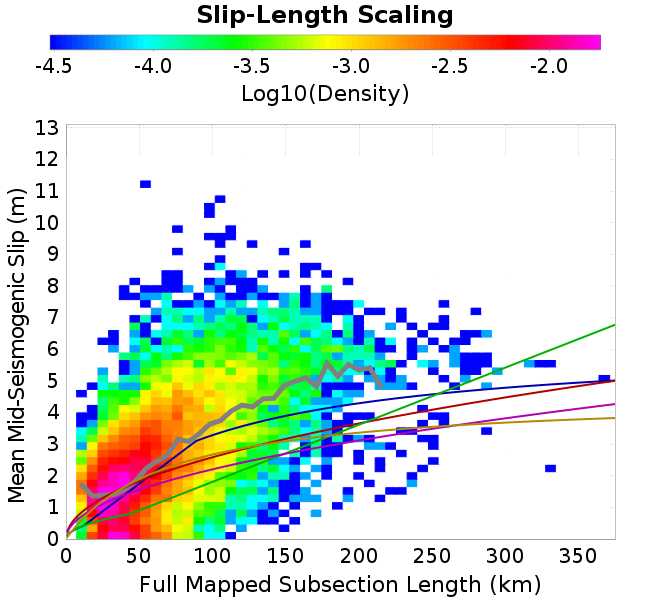 Slip-Length Scaling
-4.5 -4.0 -3.5 -3.0 -2.5 -2.0
Log10(Density)
13
12
11
10
9
8
7
6
5
4
3
2
1
0
Mean Mid-Seismogenic Slip (m)
0 50 100 150 200 250 300 350
Full Mapped Subsection Length (km)